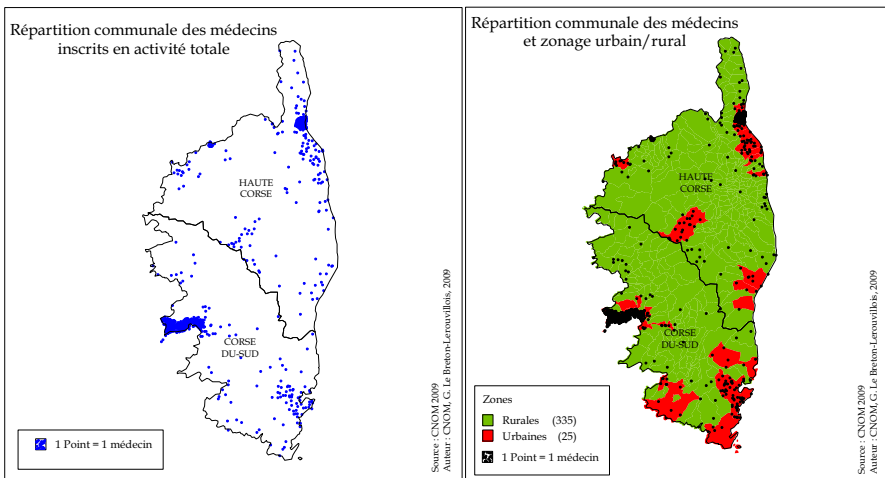 Répartition communale des médecins
inscrits en activité totale
HAUTE
CORSE
CORSE
DU-SUD
1 Point = 1 médecin
Source : CNOM 2009
Auteur : CNOM, G. Le Breton-Lerouvillois, 2009
Répartition communale des médecins
et zonage urbain/rural
HAUTE
CORSE
CORSE
DU-SUD
Zones
Rurales (335)
Urbaines (25)
1 Point = 1 médecin
Source : CNOM 2009
Auteur : CNOM, G. Le Breton-Lerouvillois, 2009